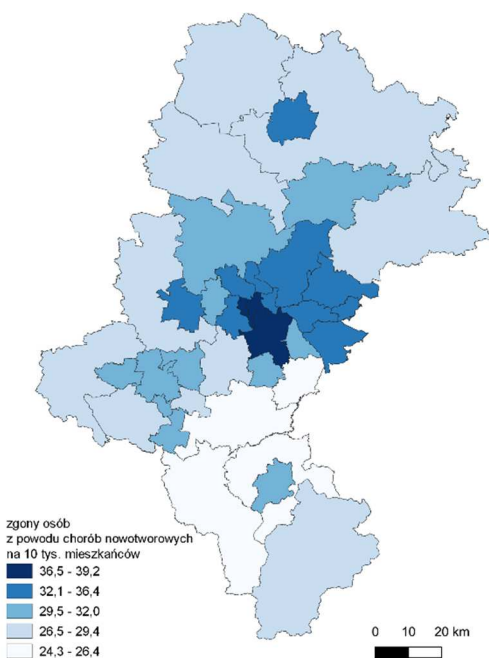 zgony osób
z powodu chorób nowotworowych
na 10 tys. mieszkańców
36,5 - 39,2
32,1 - 36,4
29,5 - 32,0
26,5 - 29,4
24,3 - 26,4
0 10 20 km